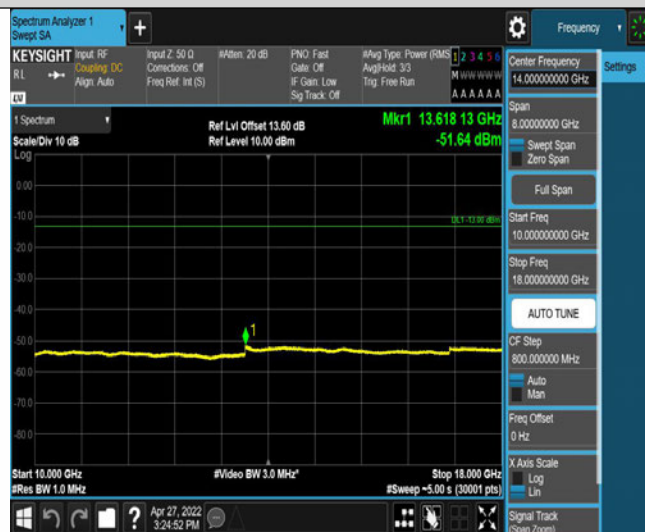 Spectrum Analyzer 1
Swept SA
+
Frequency
KEYSIGHT
RL
LXI
Input: RF
Coupling: DC
Align: Auto
Input Z: 50 Ω
Corrections: Off
Freq Ref: Int (S)
#Atten: 20 dB
PNO: Fast
Gate: Off
IF Gain: Low
Sig Track: Off
#Avg Type: Power (RMS
Avg|Hold: 3/3
Trig: Free Run
1 2 3 4 5 6
M W W W W W
A A A A A A
1 Spectrum
Scale/Div 10 dB
Log
Ref Lvl Offset 13.60 dB
Ref Level 10.00 dBm
Mkr1 13.618 13 GHz
-51.64 dBm
0.00
-10.0
DL1 -13.00 dBm
-20.0
-30.0
-40.0
-50.0
1
-60.0
-70.0
-80.0
Start 10.000 GHz
#Res BW 1.0 MHz
#Video BW 3.0 MHz*
Stop 18.000 GHz
#Sweep ~5.00 s (30001 pts)
?
Apr 27, 2022
3:24:52 PM
Center Frequency
14.000000000 GHz
Settings
Span
8.00000000 GHz
Swept Span
Zero Span
Full Span
Start Freq
10.000000000 GHz
Stop Freq
18.000000000 GHz
AUTO TUNE
CF Step
800.000000 MHz
Auto
Man
Freq Offset
0 Hz
X Axis Scale
Log
Lin
Signal Track
(Span Zoom)